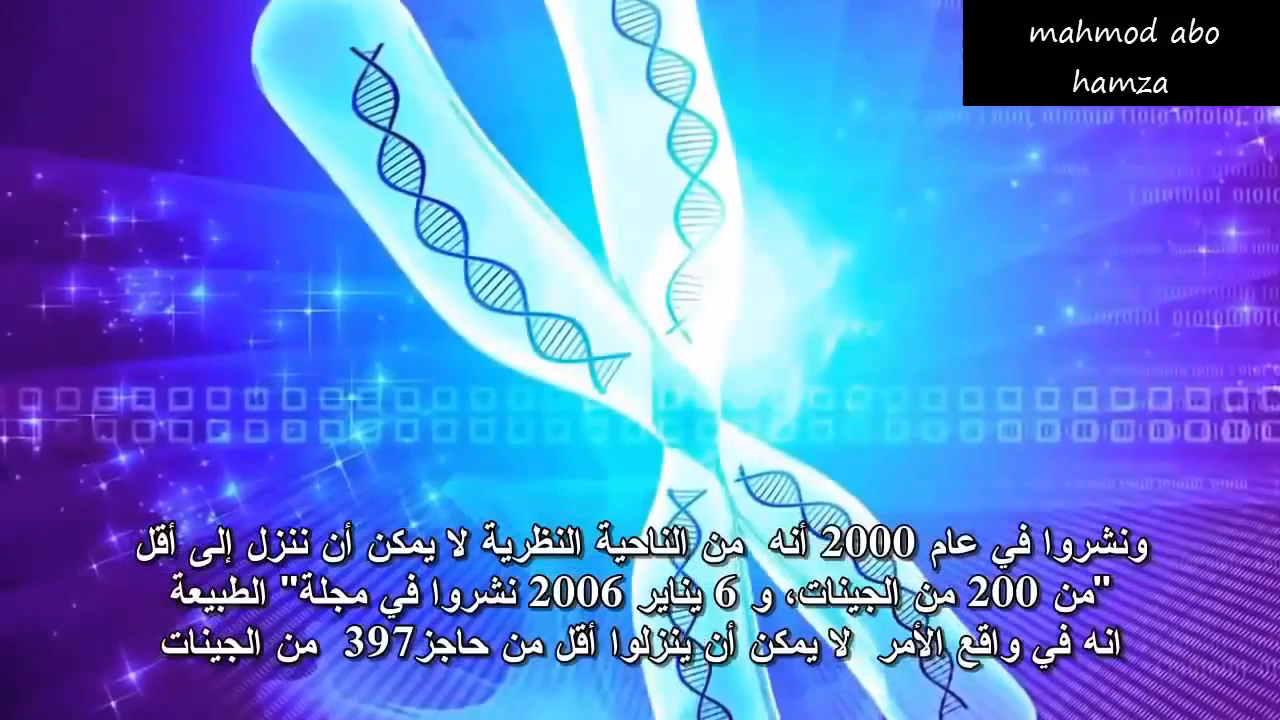 mahmod abo
hamza
ونشروا في عام 2000 أنه من الناحية النظرية لا يمكن أن ننزل إلى أقل
من 200 من الجينات، و 6 يناير 2006 نشروا في مجلة" الطبيعة"
انه في واقع الأمر لا يمكن أن ينزلوا أقل من حاجز397 من الجينات